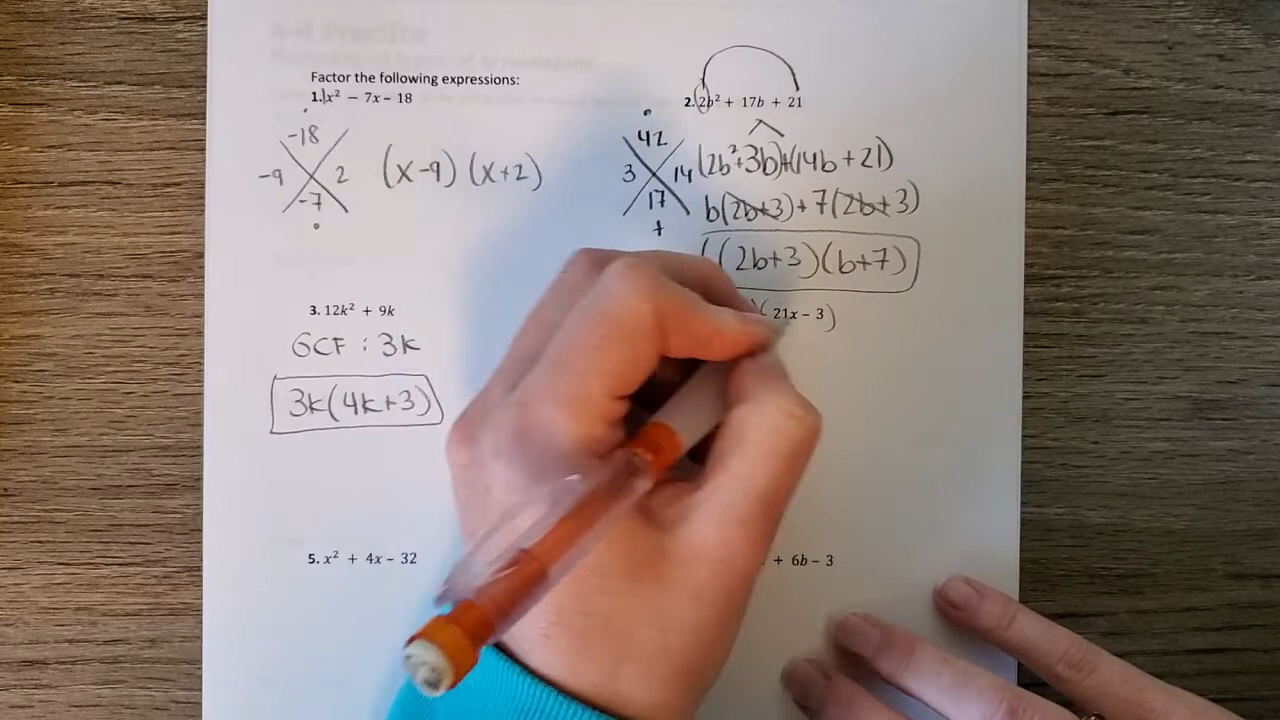 Factor the following expressions:
1. 1x² − 7x − 18
-18
-9 2
-7
(x-9)(x+2)
2. 2b² + 17b + 21
42
3 14
17
+
(2b²+3b)+(14b+21)
b(2b+3)+7(2b+3)
(2b+3)(b+7)
3. 12k² + 9k
GCF : 3k
3k(4k+3)
)(21x − 3)
5. x² + 4x − 32
+ 6b − 3